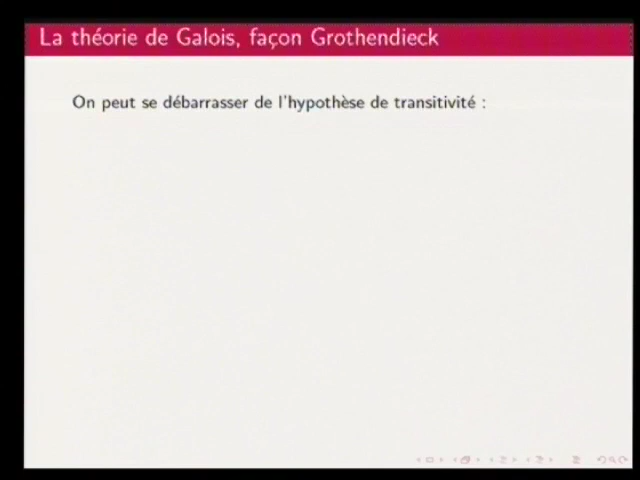 La théorie de Galois, façon Grothendieck
On peut se débarrasser de l'hypothèse de transitivité :